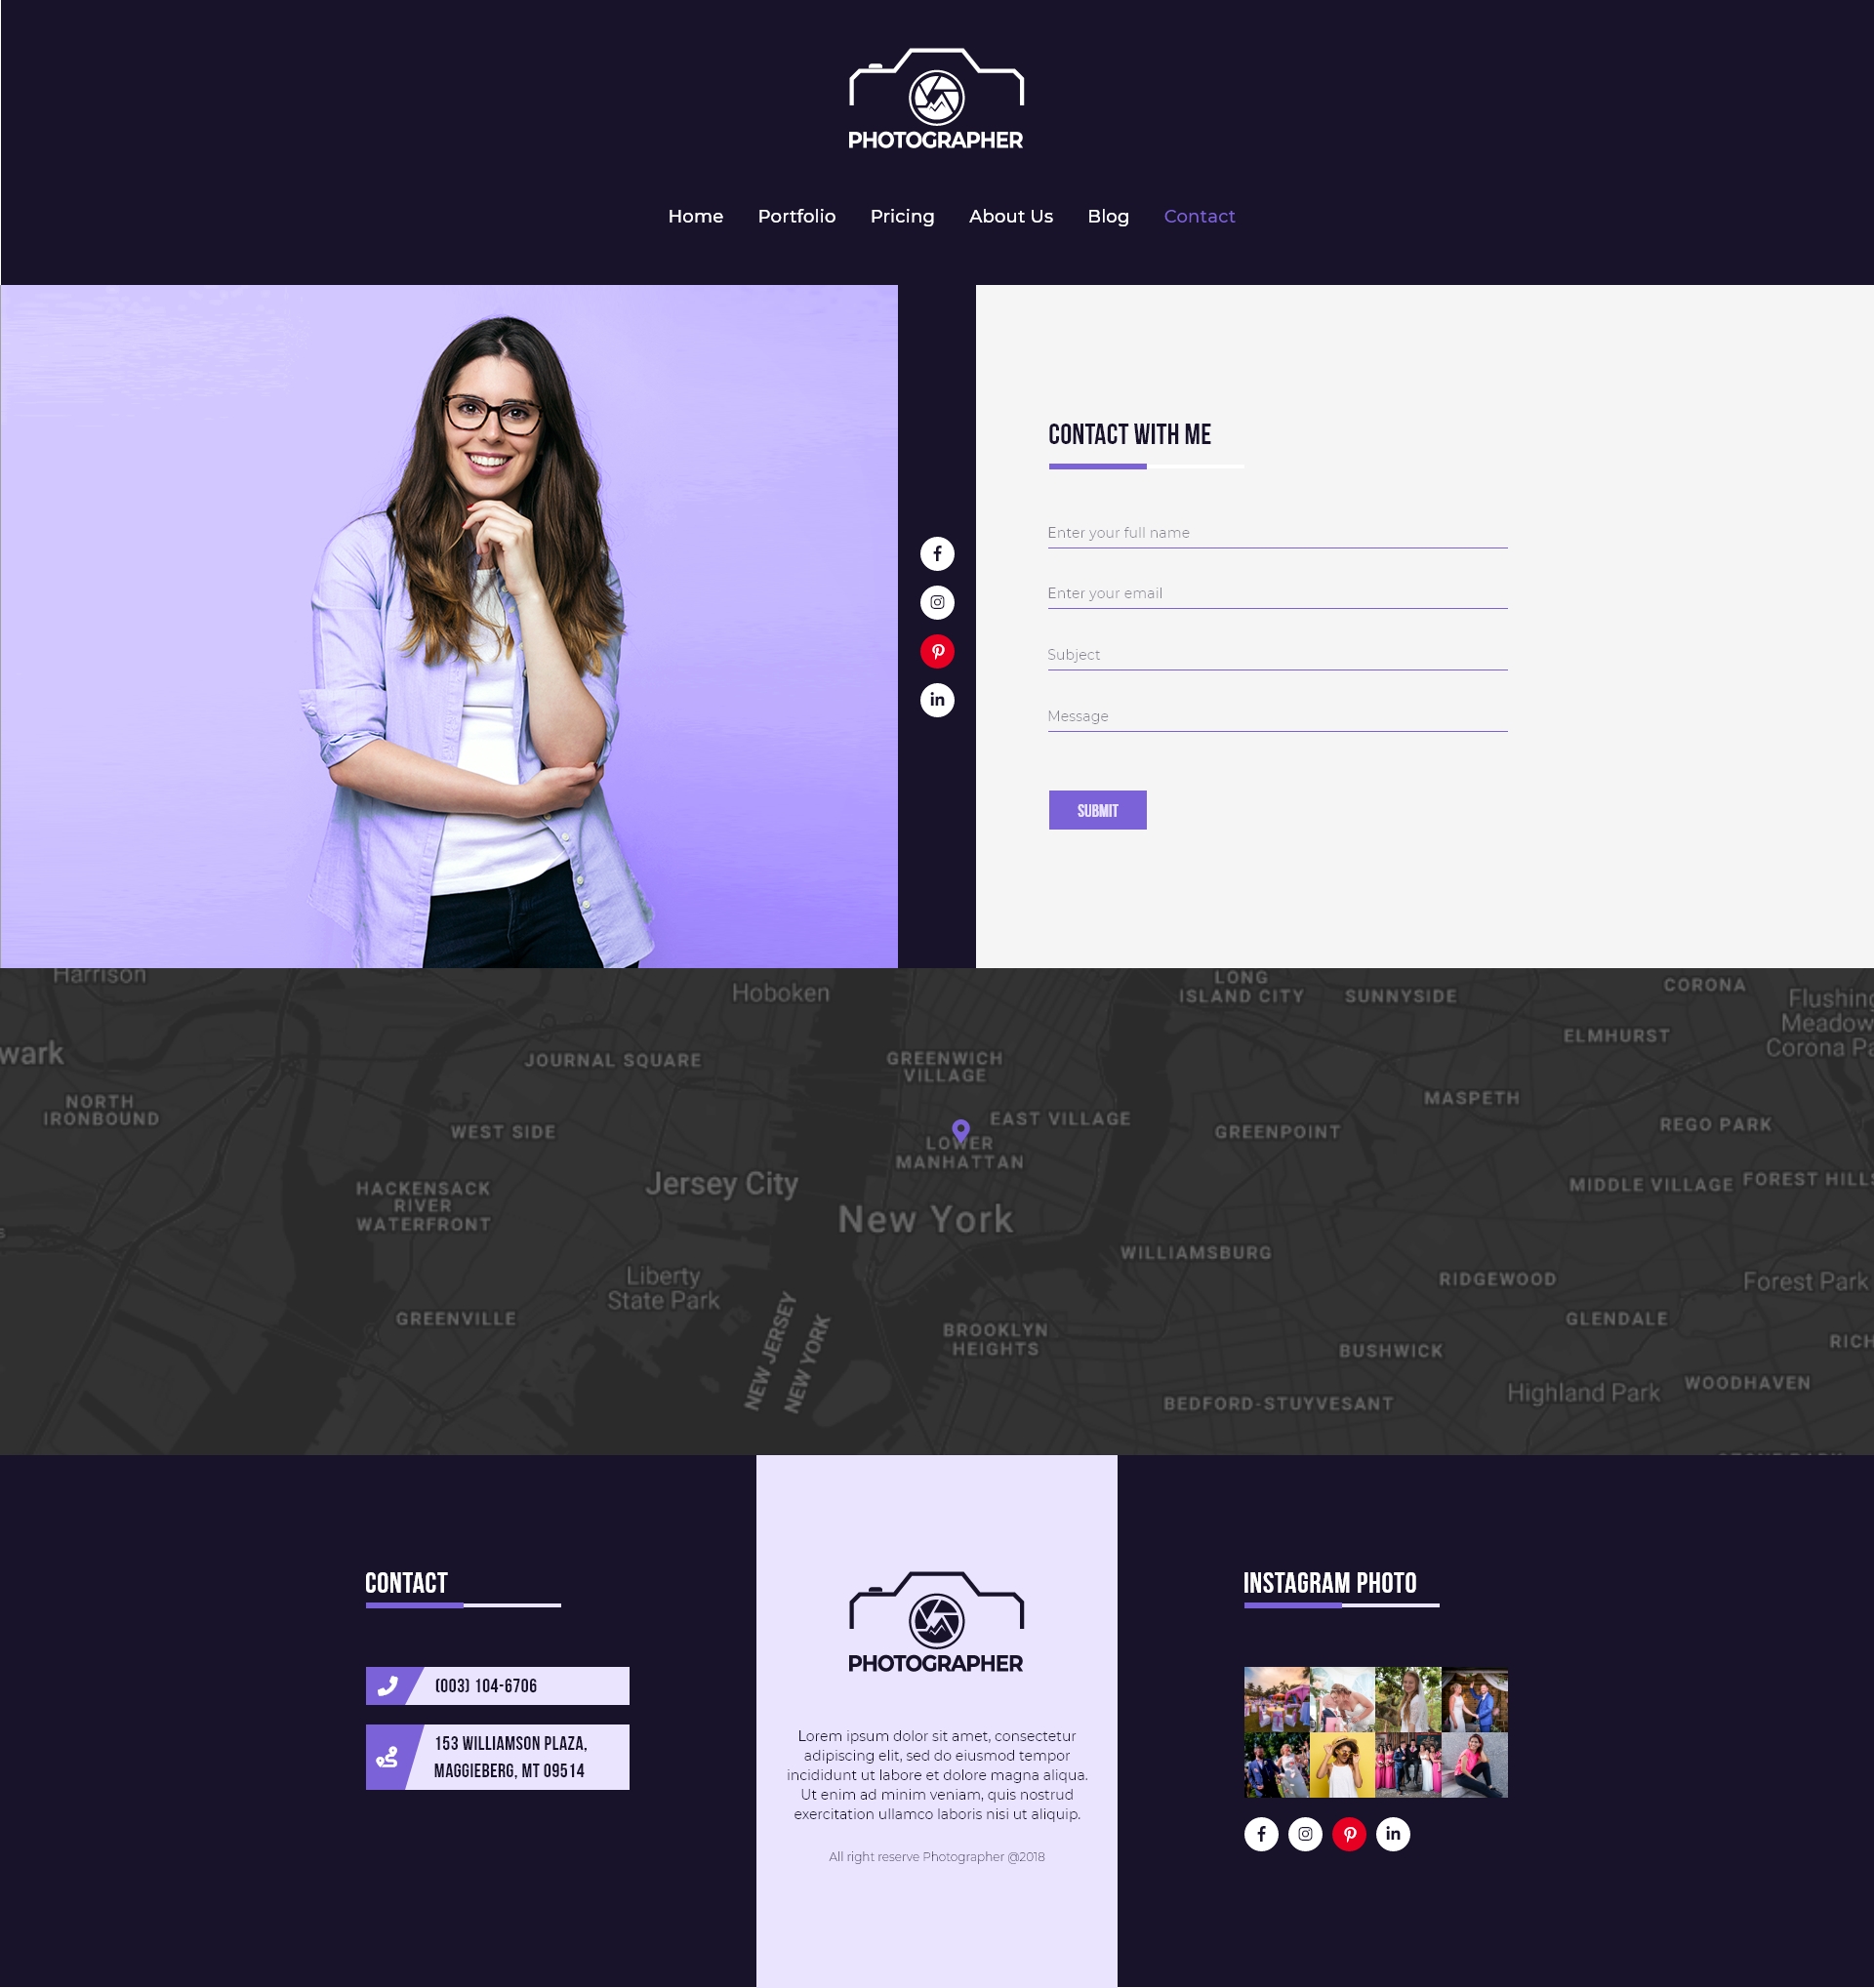 PHOTOGRAPHER
Home Portfolio Pricing About Us Blog Contact
CONTACT WITH ME
Enter your full name
Enter your email
Subject
Message
SUBMIT
Harrison
Hoboken
LONG
ISLAND CITY
SUNNYSIDE
CORONA
Flushing
Meadow
Corona Pa
wark
JOURNAL SQUARE
GREENWICH
VILLAGE
ELMHURST
NORTH
IRONBOUND
WEST SIDE
EAST VILLAGE
LOWER
MANHATTAN
GREENPOINT
MASPETH
REGO PARK
HACKENSACK
RIVER
WATERFRONT
Jersey City
New York
MIDDLE VILLAGE
FOREST HILLS
WILLIAMSBURG
Liberty
State Park
RIDGEWOOD
Forest Park
GREENVILLE
NEW JERSEY
NEW YORK
BROOKLYN
HEIGHTS
GLENDALE
BUSHWICK
RICH
Highland Park
WOODHAVEN
BEDFORD-STUYVESANT
CONTACT
(003) 104-6706
153 WILLIAMSON PLAZA,
MAGGIEBERG, MT 09514
PHOTOGRAPHER
Lorem ipsum dolor sit amet, consectetur
adipiscing elit, sed do eiusmod tempor
incididunt ut labore et dolore magna aliqua.
Ut enim ad minim veniam, quis nostrud
exercitation ullamco laboris nisi ut aliquip.
All right reserve Photographer @2018
INSTAGRAM PHOTO